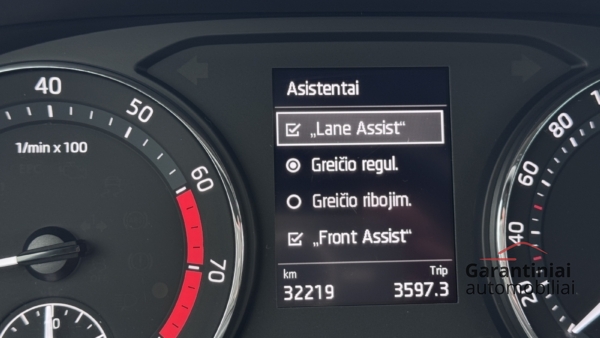 40
50
60
70
1/min x 100
Asistentai
„Lane Assist“
Greičio regul.
Greičio ribojim.
„Front Assist“
km
Trip
32219
3597.3
80
60
40
20
Garantiniai
automobiliai